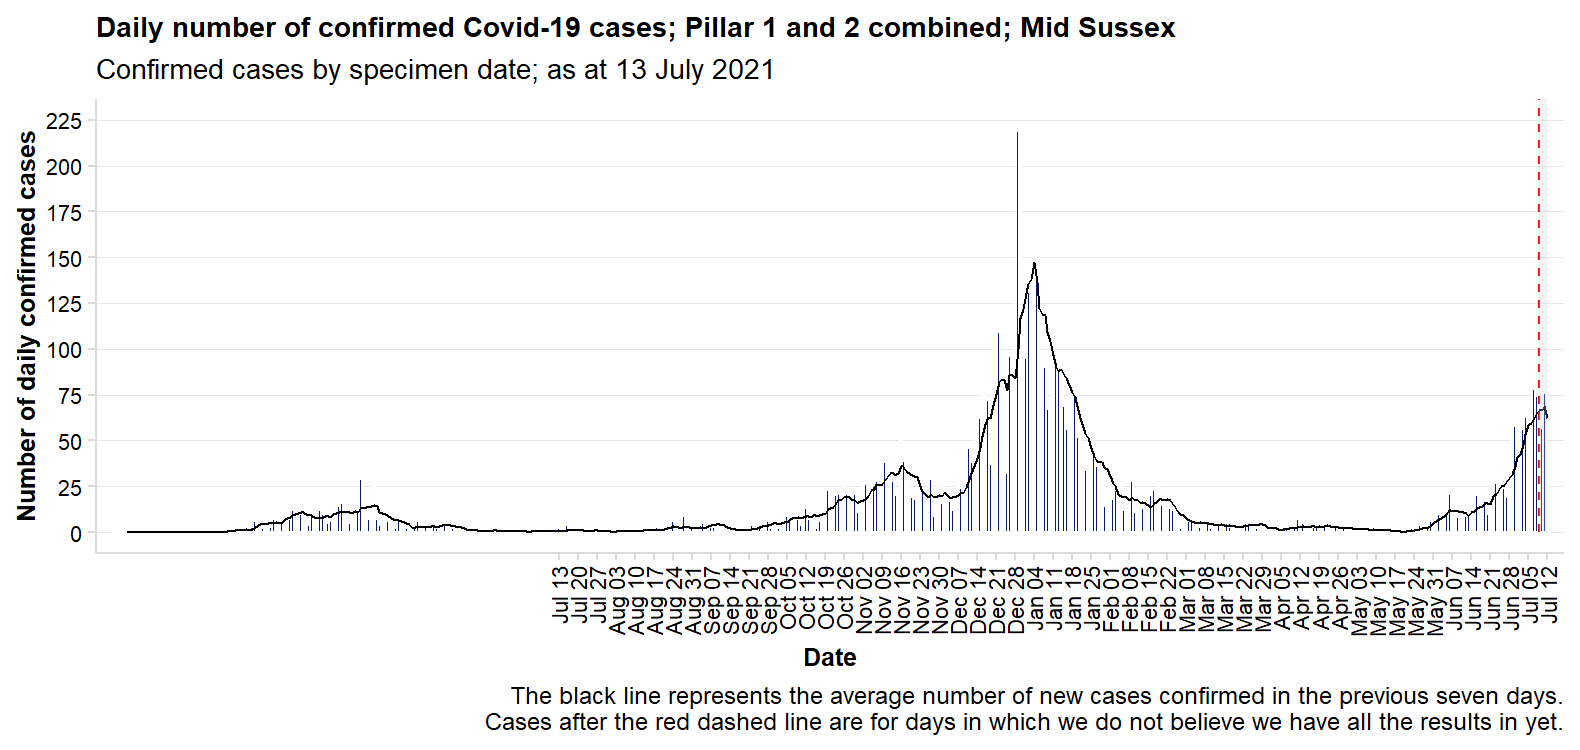 Daily number of confirmed Covid-19 cases; Pillar 1 and 2 combined; Mid Sussex
Confirmed cases by specimen date; as at 13 July 2021
Number of daily confirmed cases
225
200
175
150
125
100
75
50
25
0
Jul 13
Jul 20
Jul 27
Aug 03
Aug 10
Aug 17
Aug 24
Aug 31
Sep 07
Sep 14
Sep 21
Sep 28
Oct 05
Oct 12
Oct 19
Oct 26
Nov 02
Nov 09
Nov 16
Nov 23
Nov 30
Dec 07
Dec 14
Dec 21
Dec 28
Jan 04
Jan 11
Jan 18
Jan 25
Feb 01
Feb 08
Feb 15
Feb 22
Mar 01
Mar 08
Mar 15
Mar 22
Mar 29
Apr 05
Apr 12
Apr 19
Apr 26
May 03
May 10
May 17
May 24
May 31
Jun 07
Jun 14
Jun 21
Jun 28
Jul 05
Jul 12
Date
The black line represents the average number of new cases confirmed in the previous seven days.
Cases after the red dashed line are for days in which we do not believe we have all the results in yet.